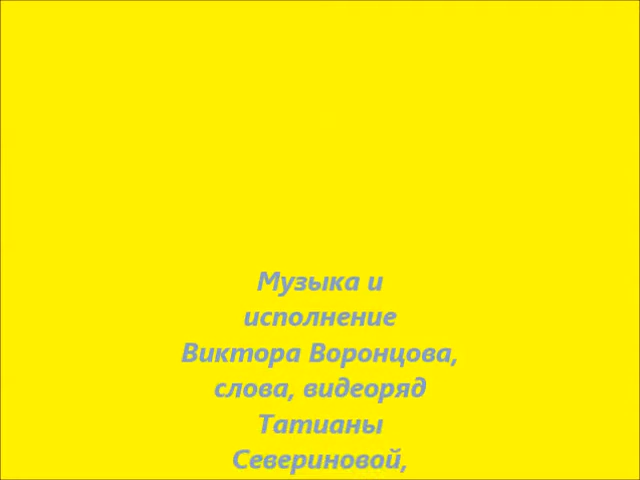 Музыка и
исполнение
Виктора Воронцова,
слова, видеоряд
Татианы
Севериновой,